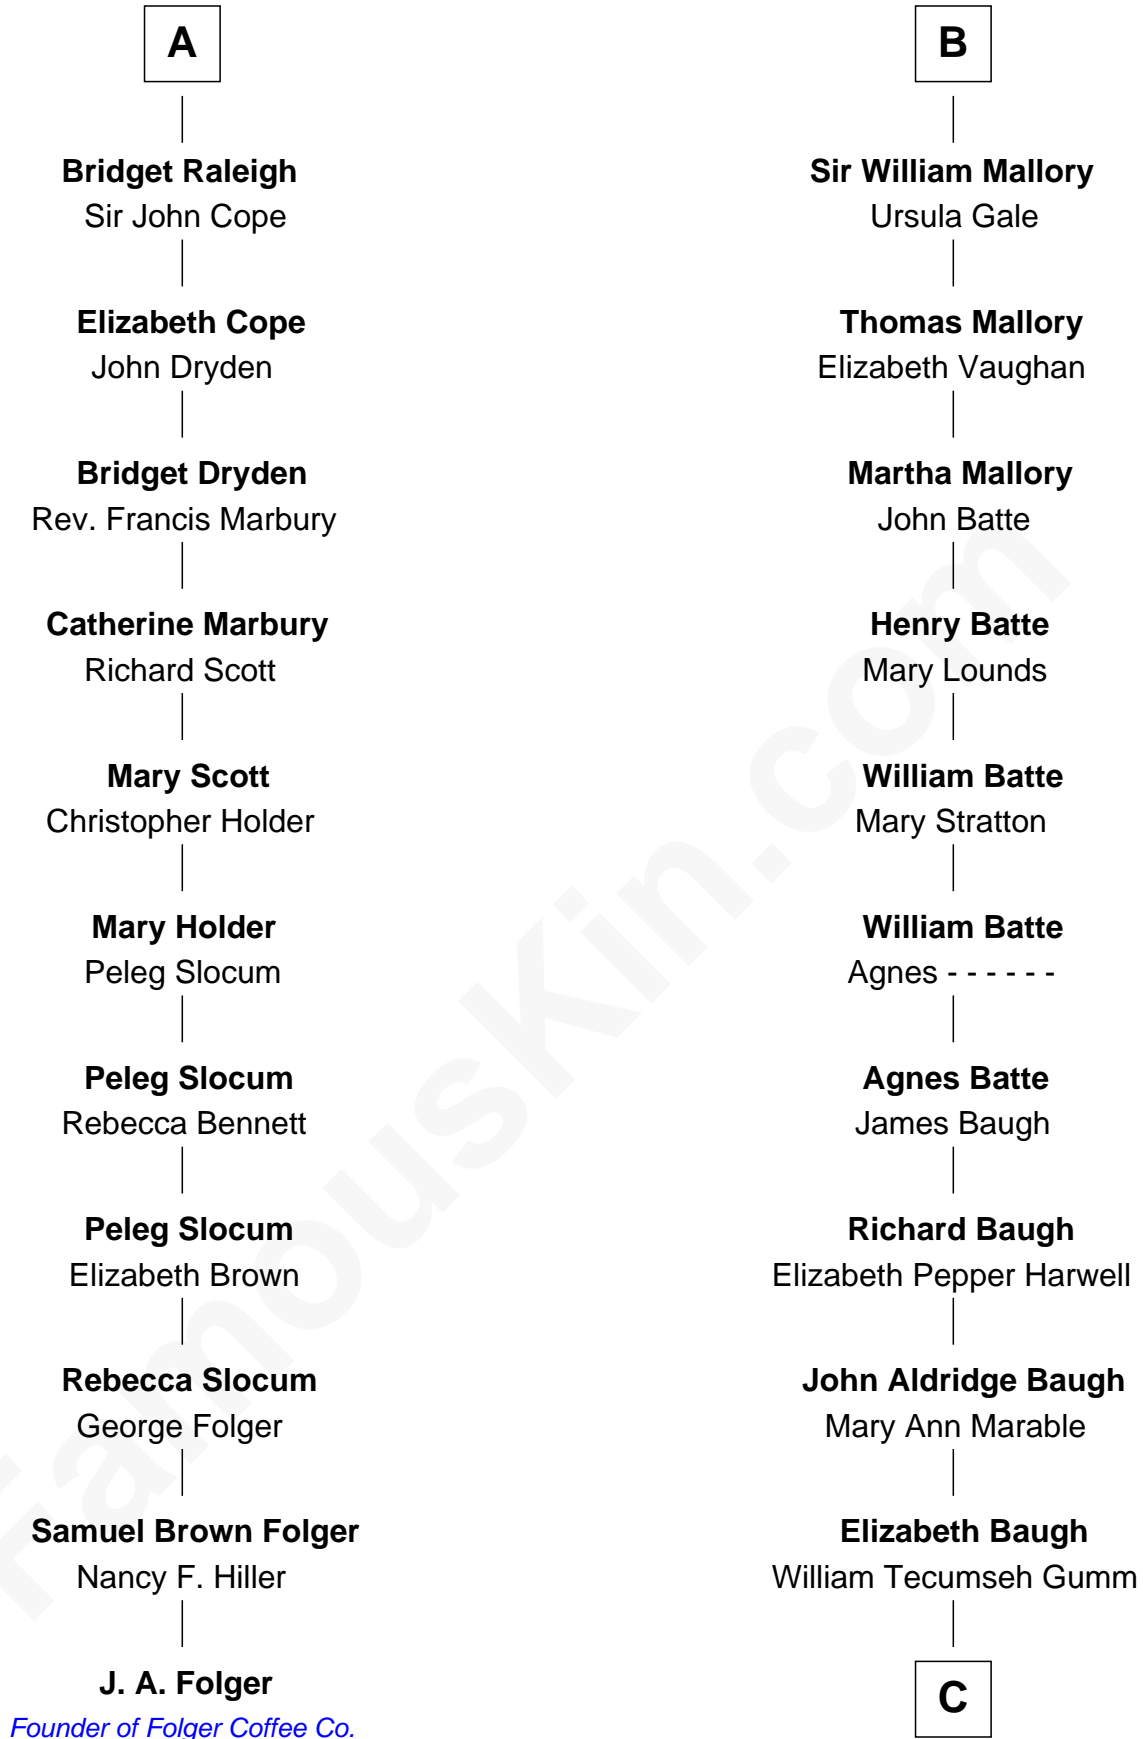 A
Bridget Raleigh
Sir John Cope
Elizabeth Cope
John Dryden
Bridget Dryden
Rev. Francis Marbury
Catherine Marbury
Richard Scott
Mary Scott
Christopher Holder
Mary Holder
Peleg Slocum
Peleg Slocum
Rebecca Bennett
Peleg Slocum
Elizabeth Brown
Rebecca Slocum
George Folger
Samuel Brown Folger
Nancy F. Hiller
J. A. Folger
Founder of Folger Coffee Co.
B
Sir William Mallory
Ursula Gale
Thomas Mallory
Elizabeth Vaughan
Martha Mallory
John Batte
Henry Batte
Mary Lounds
William Batte
Mary Stratton
William Batte
Agnes - - - - - -
Agnes Batte
James Baugh
Richard Baugh
Elizabeth Pepper Harwell
John Aldridge Baugh
Mary Ann Marable
Elizabeth Baugh
William Tecumseh Gumm
C
FamousKin.com